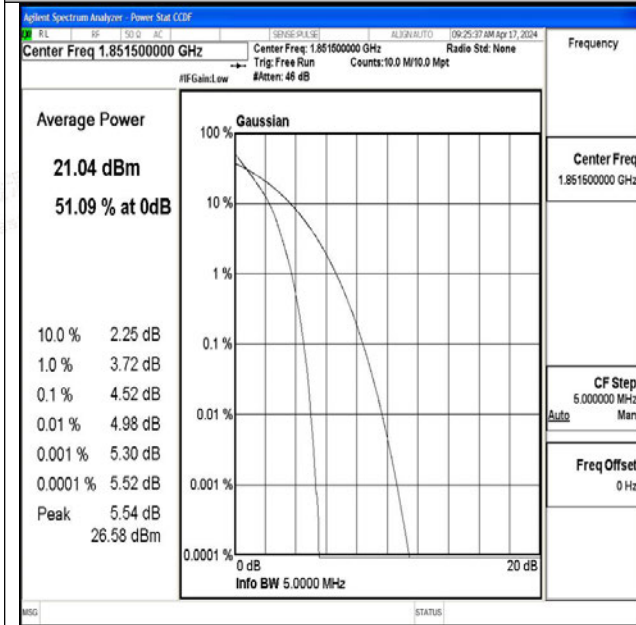 Agilent Spectrum Analyzer - Power Stat CCDF
RL RF 50 Ω AC SENSE:PULSE ALIGNAUTO 09:25:37 AM Apr 17, 2024
Center Freq 1.851500000 GHz
Center Freq: 1.851500000 GHz Radio Std: None
Trig: Free Run Counts:10.0 M/10.0 Mpt
#IFGain:Low #Atten: 46 dB
Frequency
Average Power
21.04 dBm
51.09 % at 0dB
10.0 % 2.25 dB
1.0 % 3.72 dB
0.1 % 4.52 dB
0.01 % 4.98 dB
0.001 % 5.30 dB
0.0001 % 5.52 dB
Peak 5.54 dB
26.58 dBm
Gaussian
100 %
10 %
1 %
0.1 %
0.01 %
0.001 %
0.0001 %
0 dB 20 dB
Info BW 5.0000 MHz
Center Freq
1.851500000 GHz
CF Step
5.000000 MHz
Auto Man
Freq Offset
0 Hz
MSG STATUS